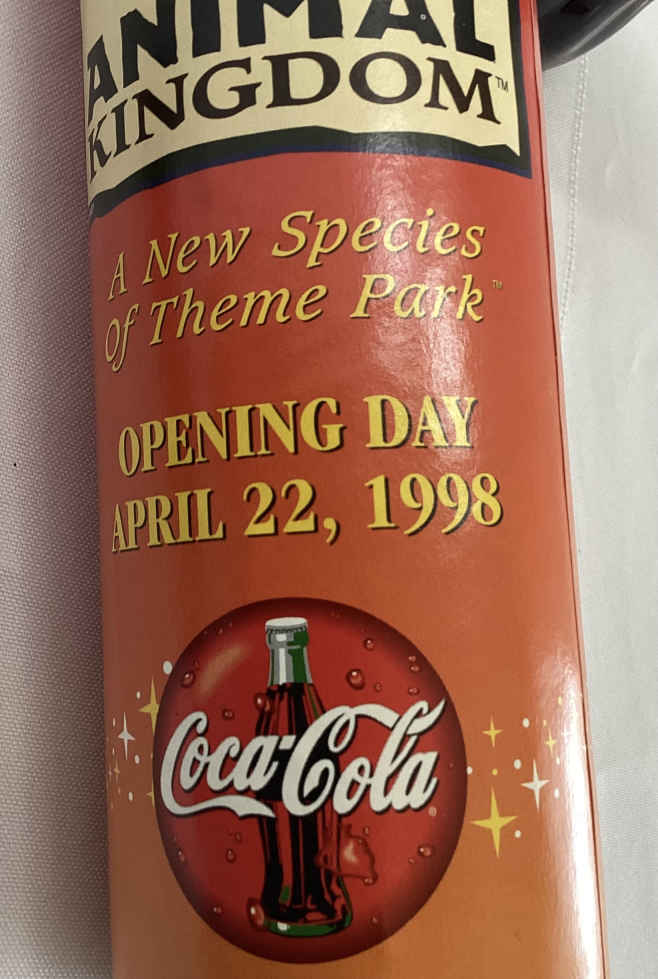 ANIMAL
KINGDOM™
A New Species
of Theme Park™
OPENING DAY
APRIL 22, 1998
Coca-Cola®